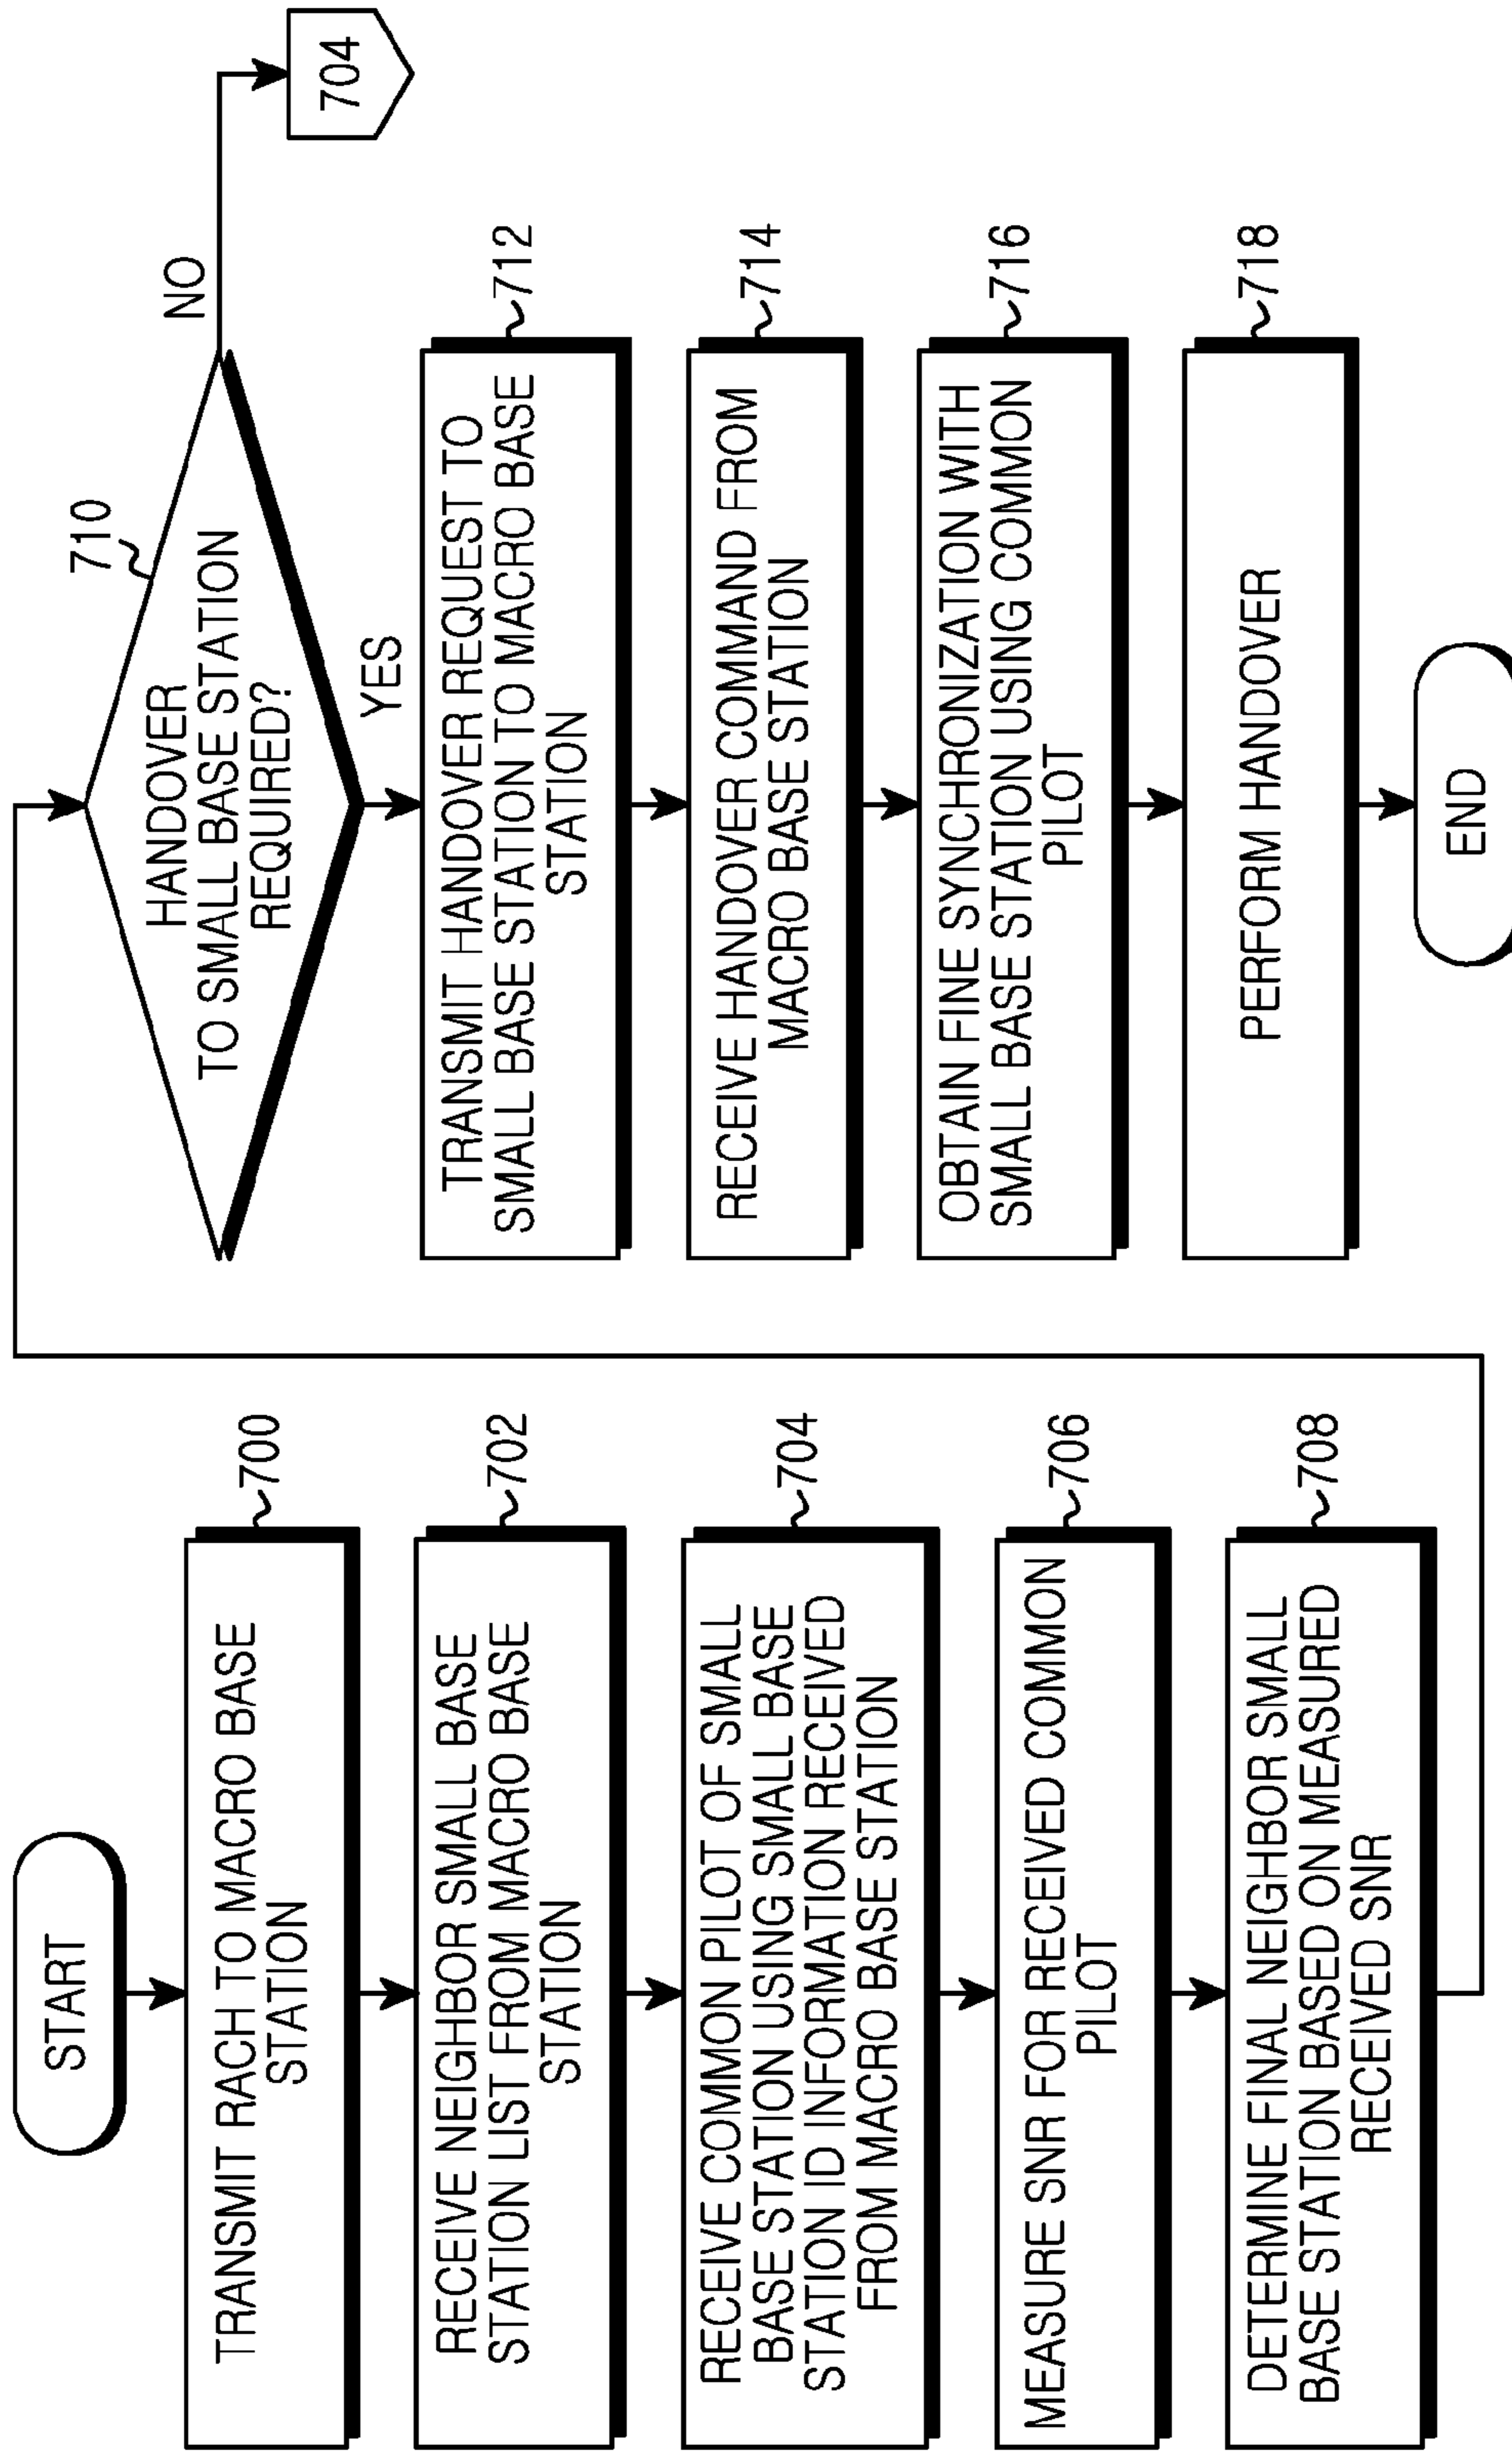 START
TRANSMIT RACH TO MACRO BASE
STATION
700
RECEIVE NEIGHBOR SMALL BASE
STATION LIST FROM MACRO BASE
STATION
702
RECEIVE COMMON PILOT OF SMALL
BASE STATION USING SMALL BASE
STATION ID INFORMATION RECEIVED
FROM MACRO BASE STATION
704
MEASURE SNR FOR RECEIVED COMMON
PILOT
706
DETERMINE FINAL NEIGHBOR SMALL
BASE STATION BASED ON MEASURED
RECEIVED SNR
708
710
HANDOVER
TO SMALL BASE STATION
REQUIRED?
NO
704
YES
TRANSMIT HANDOVER REQUEST TO
SMALL BASE STATION TO MACRO BASE
STATION
712
RECEIVE HANDOVER COMMAND FROM
MACRO BASE STATION
714
OBTAIN FINE SYNCHRONIZATION WITH
SMALL BASE STATION USING COMMON
PILOT
716
PERFORM HANDOVER
718
END